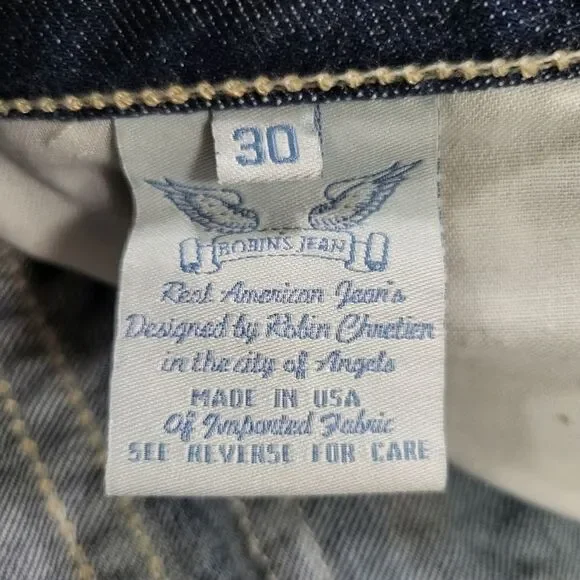 30
ROBIN'S JEAN
Real American Jean's
Designed by Robin Chretien
in the city of Angels
MADE IN USA
Of Imported Fabric
SEE REVERSE FOR CARE